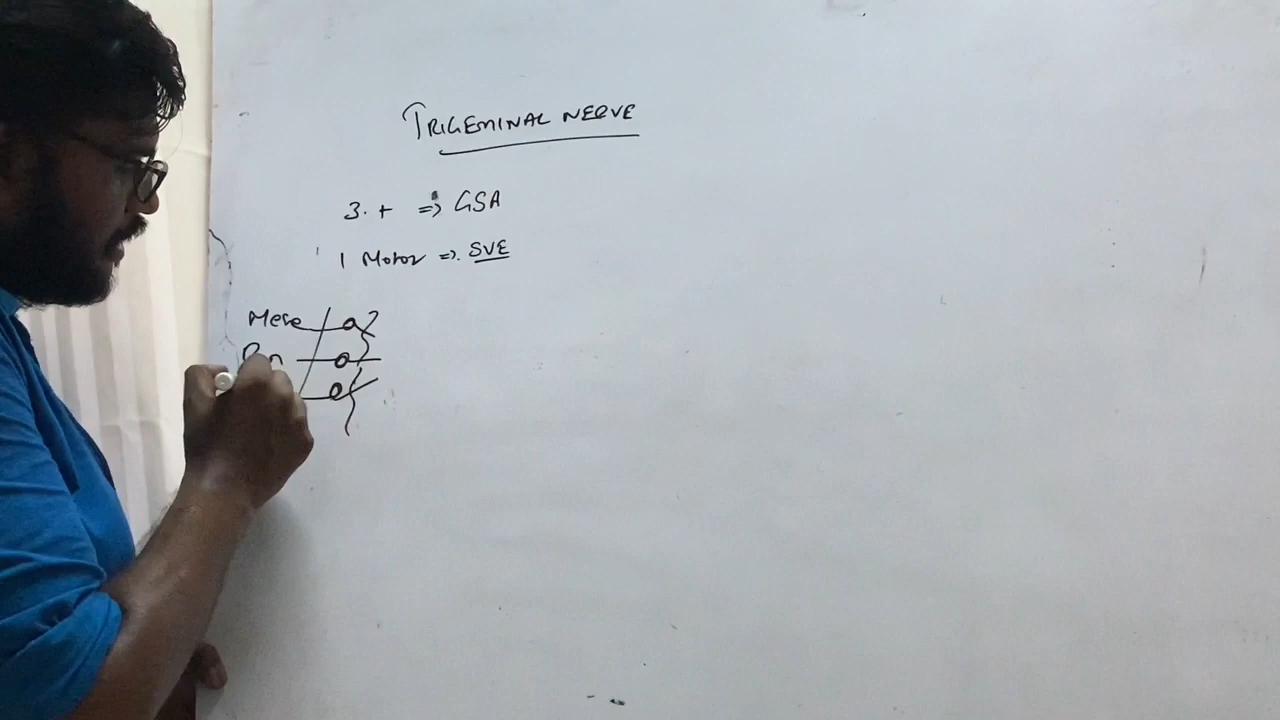 TRIGEMINAL NERVE
3. + => GSA
1 Motor => SVE
Mese